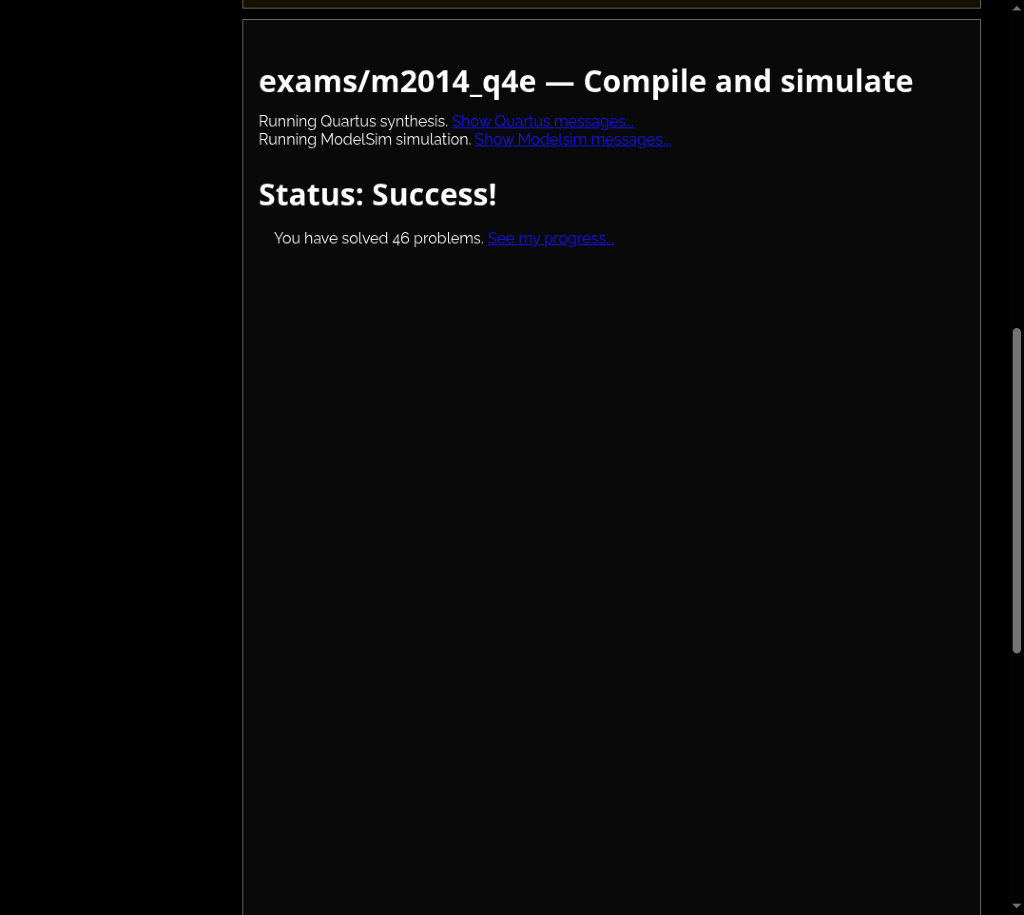 exams/m2014_q4e — Compile and simulate
Running Quartus synthesis. Show Quartus messages...
Running ModelSim simulation. Show Modelsim messages...
Status: Success!
You have solved 46 problems. See my progress...